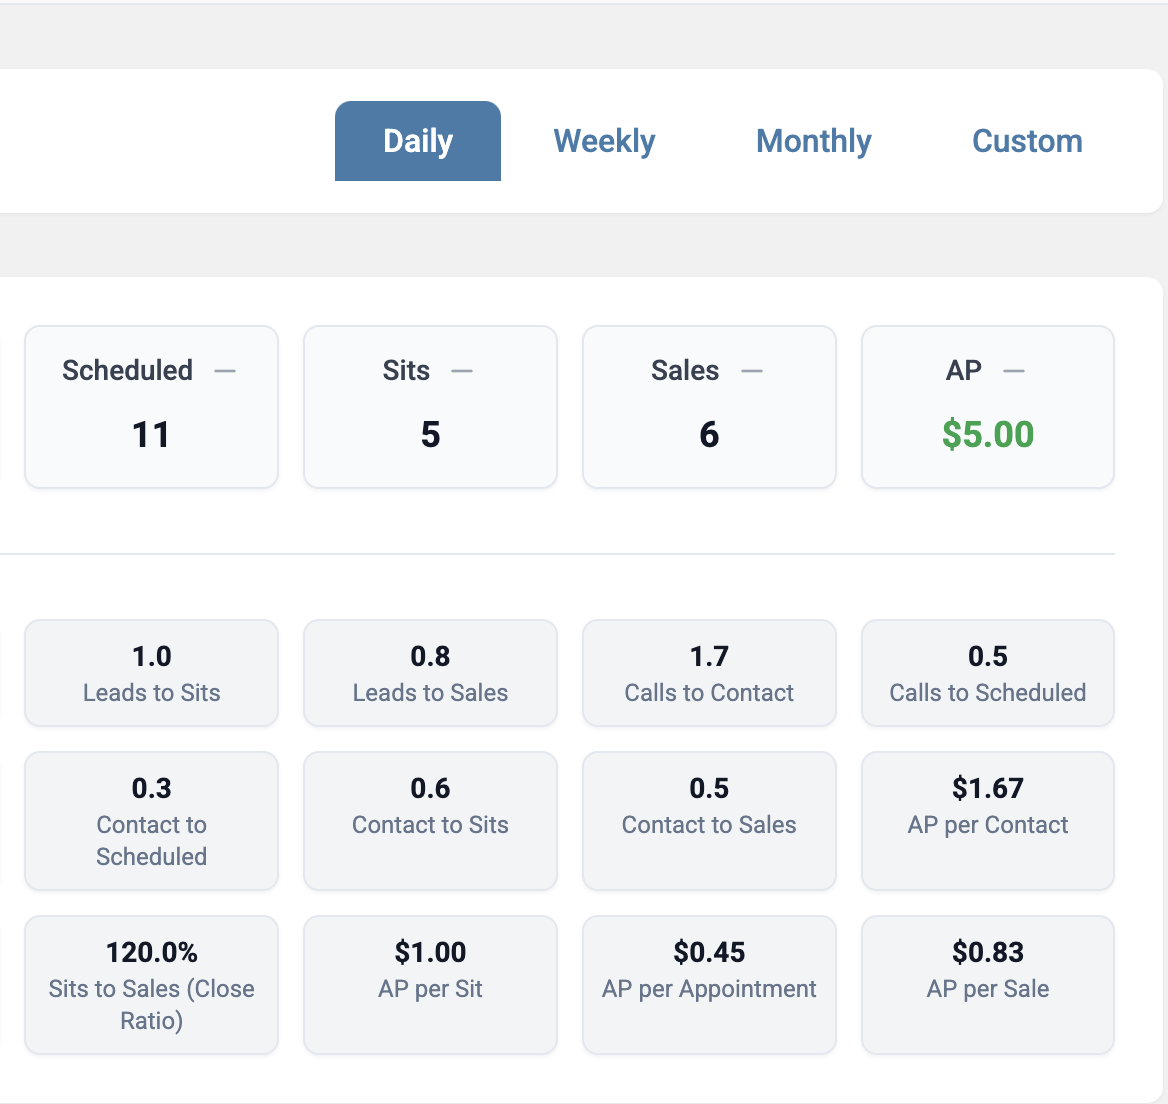 Daily Weekly Monthly Custom
Scheduled — Sits — Sales — AP —
11 5 6 $5.00
1.0 0.8 1.7 0.5
Leads to Sits Leads to Sales Calls to Contact Calls to Scheduled
0.3 0.6 0.5 $1.67
Contact to Contact to Sits Contact to Sales AP per Contact
Scheduled
120.0% $1.00 $0.45 $0.83
Sits to Sales (Close AP per Sit AP per Appointment AP per Sale
Ratio)